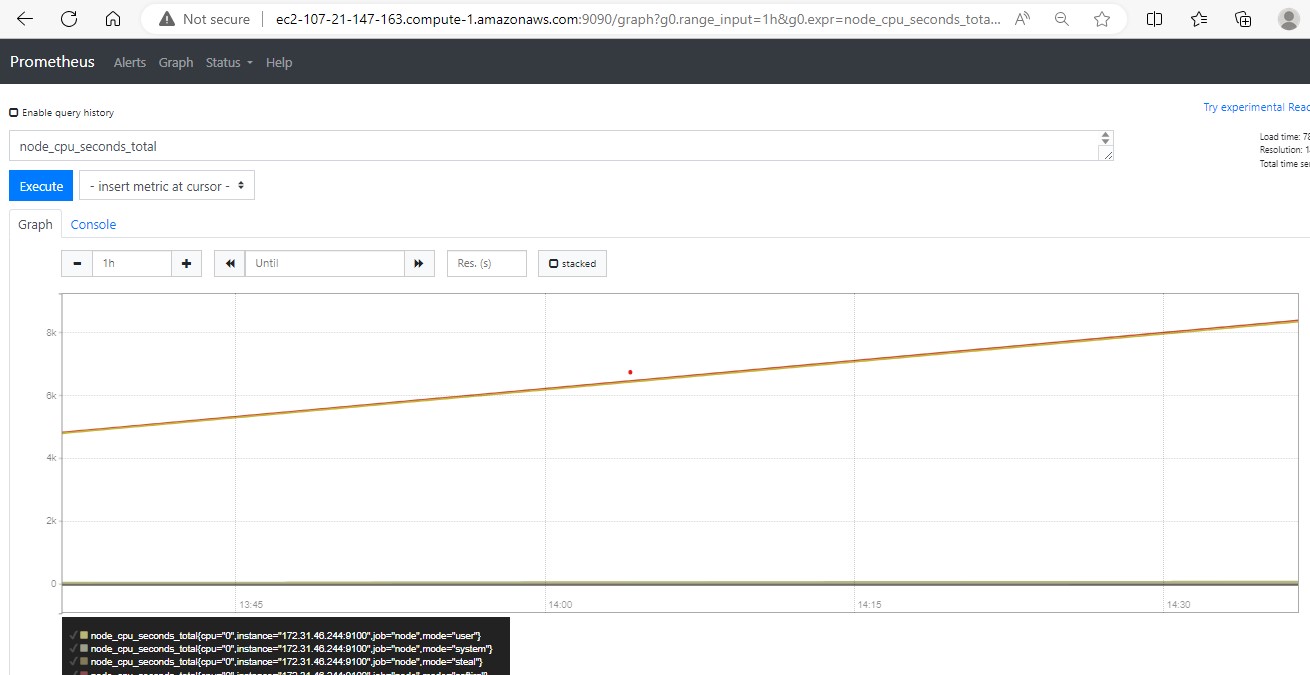 Not secure
ec2-107-21-147-163.compute-1.amazonaws.com:9090/graph?g0.range_input=1h&g0.expr=node_cpu_seconds_tota...
Prometheus Alerts Graph Status Help
Enable query history
Try experimental Reac
node_cpu_seconds_total
Load time: 78
Resolution: 1
Total time se
Execute - insert metric at cursor -
Graph Console
1h Until Res. (s) stacked
8k
6k
4k
2k
0
13:45 14:00 14:15 14:30
node_cpu_seconds_total{cpu="0",instance="172.31.46.244:9100",job="node",mode="user"}
node_cpu_seconds_total{cpu="0",instance="172.31.46.244:9100",job="node",mode="system"}
node_cpu_seconds_total{cpu="0",instance="172.31.46.244:9100",job="node",mode="steal"}